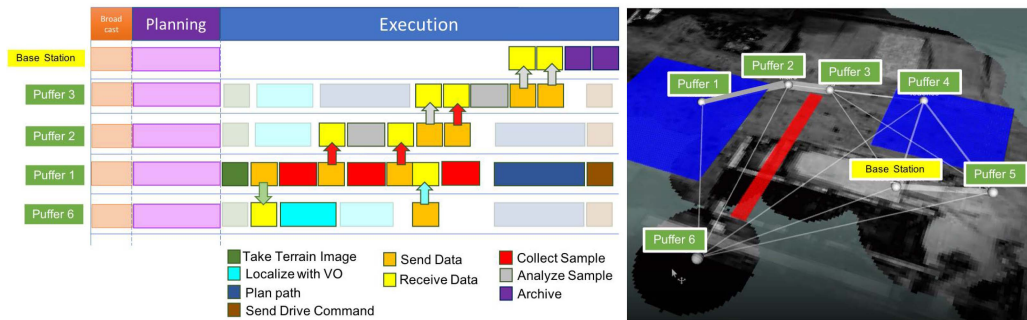 Broad
cast
Planning
Execution
Base Station
Puffer 3
Puffer 2
Puffer 1
Puffer 6
Take Terrain Image
Localize with VO
Plan path
Send Drive Command
Send Data
Receive Data
Collect Sample
Analyze Sample
Archive
Puffer 1
Puffer 2
Puffer 3
Puffer 4
Base Station
Puffer 5
Puffer 6